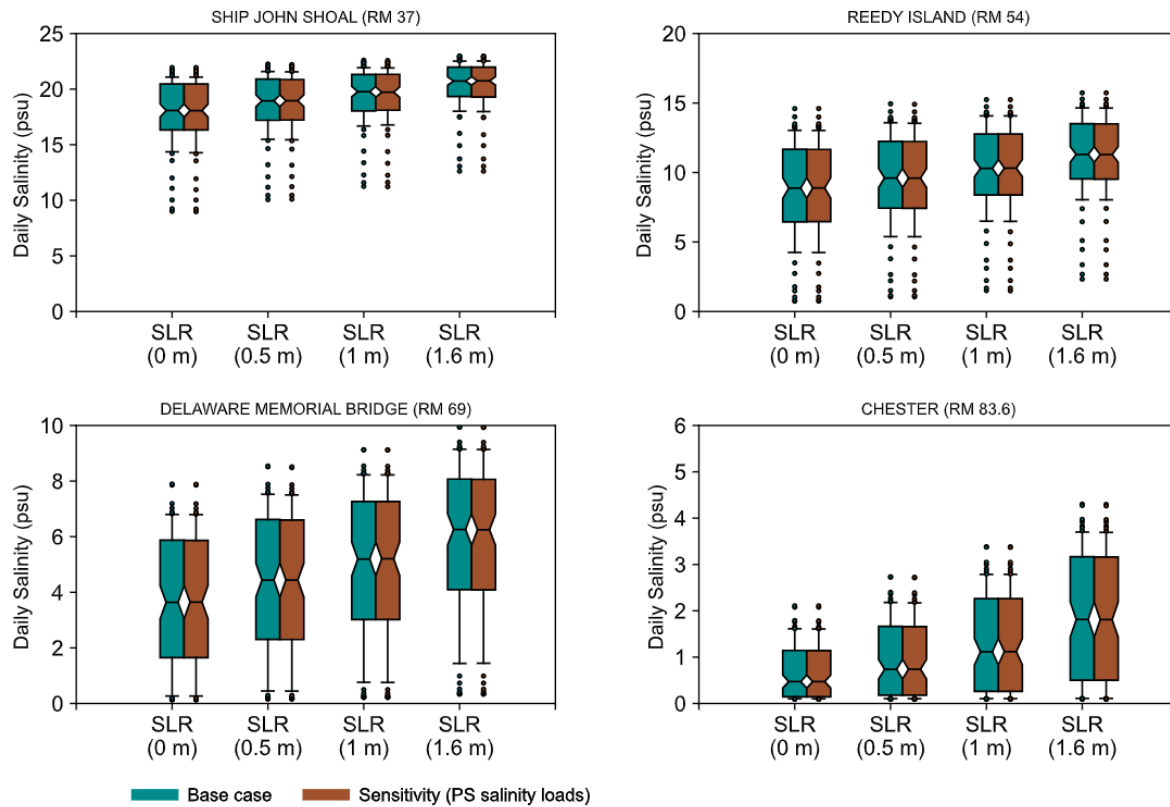 SHIP JOHN SHOAL (RM 37)
Daily Salinity (psu)
25
20
15
10
5
0
SLR
(0 m)
SLR
(0.5 m)
SLR
(1 m)
SLR
(1.6 m)
REEDY ISLAND (RM 54)
Daily Salinity (psu)
20
15
10
5
0
SLR
(0 m)
SLR
(0.5 m)
SLR
(1 m)
SLR
(1.6 m)
DELAWARE MEMORIAL BRIDGE (RM 69)
Daily Salinity (psu)
10
8
6
4
2
0
SLR
(0 m)
SLR
(0.5 m)
SLR
(1 m)
SLR
(1.6 m)
CHESTER (RM 83.6)
Daily Salinity (psu)
6
5
4
3
2
1
0
SLR
(0 m)
SLR
(0.5 m)
SLR
(1 m)
SLR
(1.6 m)
Base case
Sensitivity (PS salinity loads)